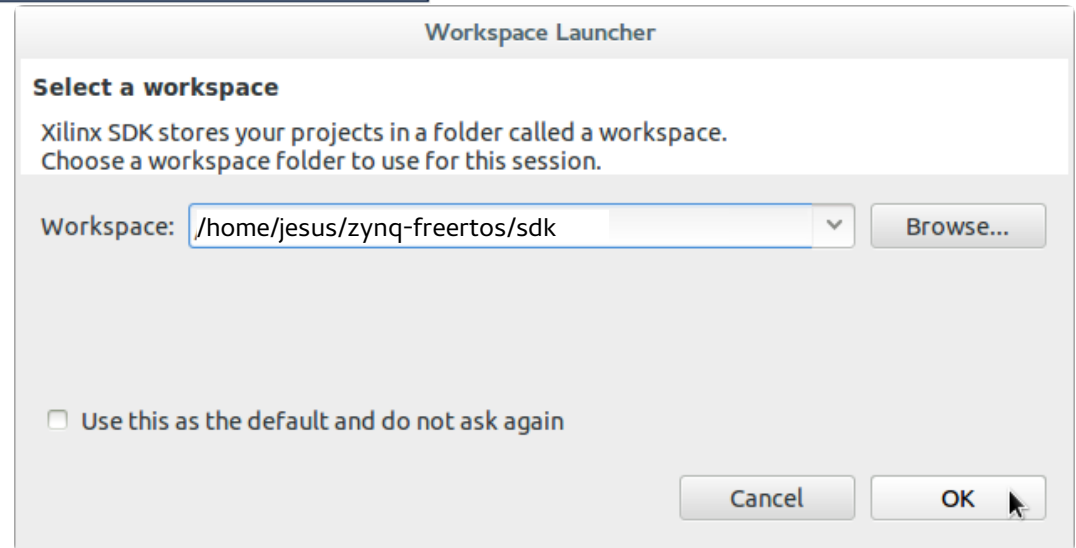 Workspace Launcher
Select a workspace
Xilinx SDK stores your projects in a folder called a workspace.
Choose a workspace folder to use for this session.
Workspace: /home/jesus/zynq-freertos/sdk Browse...
Use this as the default and do not ask again
Cancel OK